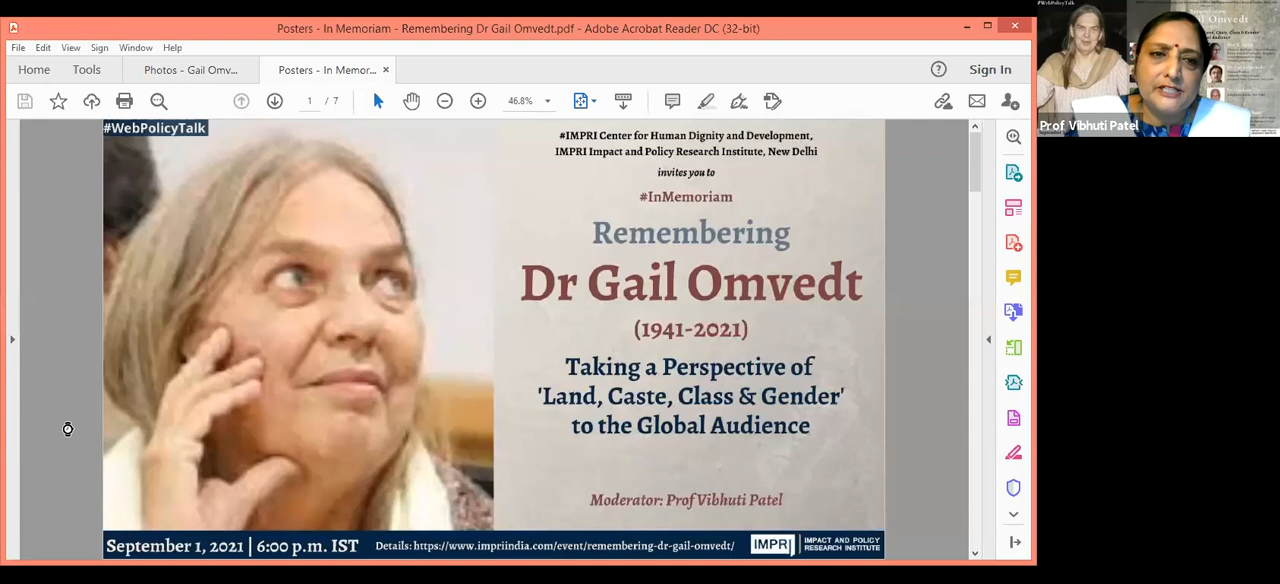 Posters - In Memoriam - Remembering Dr Gail Omvedt.pdf - Adobe Acrobat Reader DC (32-bit)
File Edit View Sign Window Help
Home Tools Photos - Gail Omv... Posters - In Memor... × Sign In
1 / 7 46.8%
#WebPolicyTalk
#IMPRI Center for Human Dignity and Development,
IMPRI Impact and Policy Research Institute, New Delhi
invites you to
#InMemoriam
Remembering
Dr Gail Omvedt
(1941-2021)
Taking a Perspective of
'Land, Caste, Class & Gender'
to the Global Audience
Moderator: Prof Vibhuti Patel
September 1, 2021 | 6:00 p.m. IST
Details: https://www.impriindia.com/event/remembering-dr-gail-omvedt/
IMPRI
IMPACT AND POLICY
RESEARCH INSTITUTE
#WebPolicyTalk
Prof. Vibhuti Patel